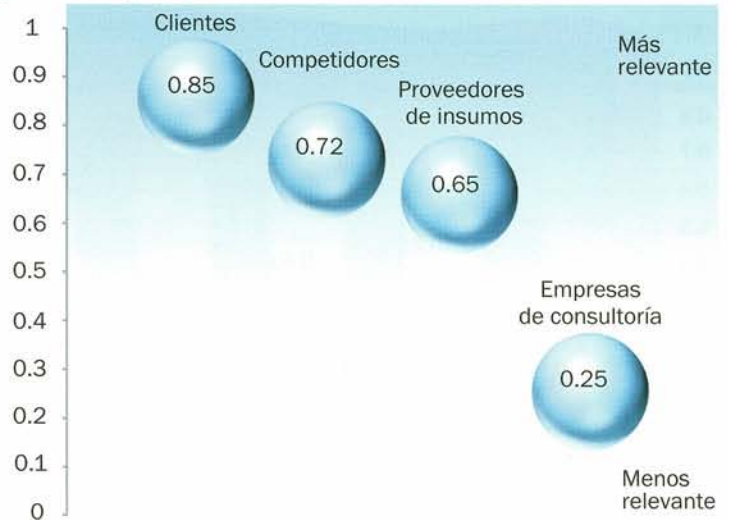 1
0.9
0.8
0.7
0.6
0.5
0.4
0.3
0.2
0.1
0
Clientes
0.85
Competidores
0.72
Proveedores
de insumos
0.65
Empresas
de consultoría
0.25
Más
relevante
Menos
relevante